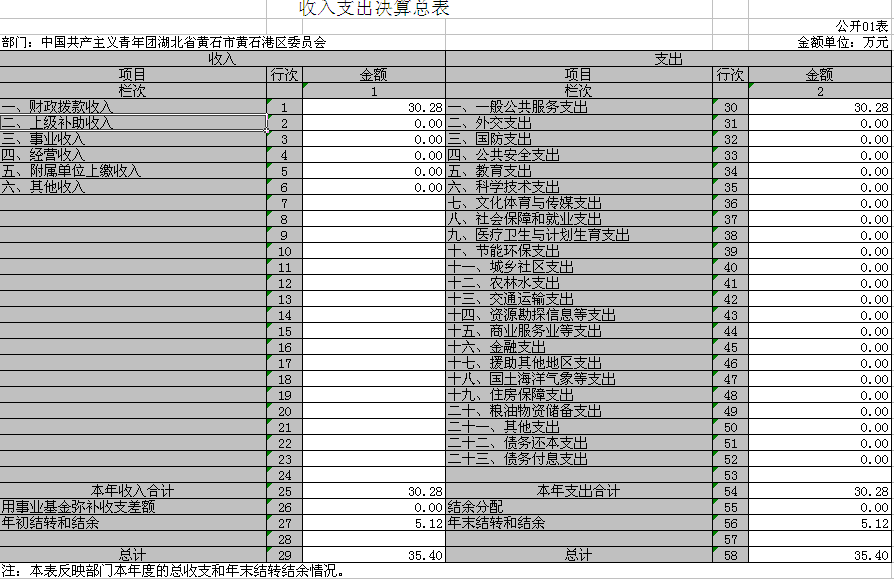 收入支出决算总表
公开01表
部门：中国共产主义青年团湖北省黄石市黄石港区委员会 金额单位：万元
收入 支出
项目 行次 金额 项目 行次 金额
栏次 1 栏次 2
一、财政拨款收入 1 30.28 一、一般公共服务支出 30 30.28
二、上级补助收入 2 0.00 二、外交支出 31 0.00
三、事业收入 3 0.00 三、国防支出 32 0.00
四、经营收入 4 0.00 四、公共安全支出 33 0.00
五、附属单位上缴收入 5 0.00 五、教育支出 34 0.00
六、其他收入 6 0.00 六、科学技术支出 35 0.00
7 七、文化体育与传媒支出 36 0.00
8 八、社会保障和就业支出 37 0.00
9 九、医疗卫生与计划生育支出 38 0.00
10 十、节能环保支出 39 0.00
11 十一、城乡社区支出 40 0.00
12 十二、农林水支出 41 0.00
13 十三、交通运输支出 42 0.00
14 十四、资源勘探信息等支出 43 0.00
15 十五、商业服务业等支出 44 0.00
16 十六、金融支出 45 0.00
17 十七、援助其他地区支出 46 0.00
18 十八、国土海洋气象等支出 47 0.00
19 十九、住房保障支出 48 0.00
20 二十、粮油物资储备支出 49 0.00
21 二十一、其他支出 50 0.00
22 二十二、债务还本支出 51 0.00
23 二十三、债务付息支出 52 0.00
24 53
本年收入合计 25 30.28 本年支出合计 54 30.28
用事业基金弥补收支差额 26 0.00 结余分配 55 0.00
年初结转和结余 27 5.12 年末结转和结余 56 5.12
28 57
总计 29 35.40 总计 58 35.40
注：本表反映部门本年度的总收支和年末结转结余情况。